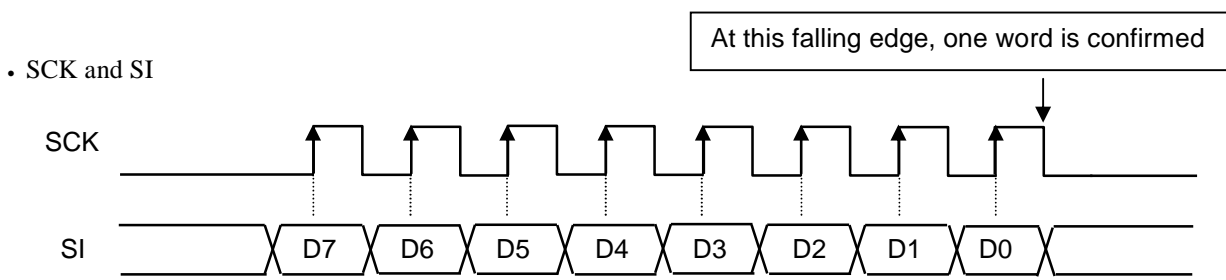 At this falling edge, one word is confirmed
• SCK and SI
SCK
SI D7 D6 D5 D4 D3 D2 D1 D0